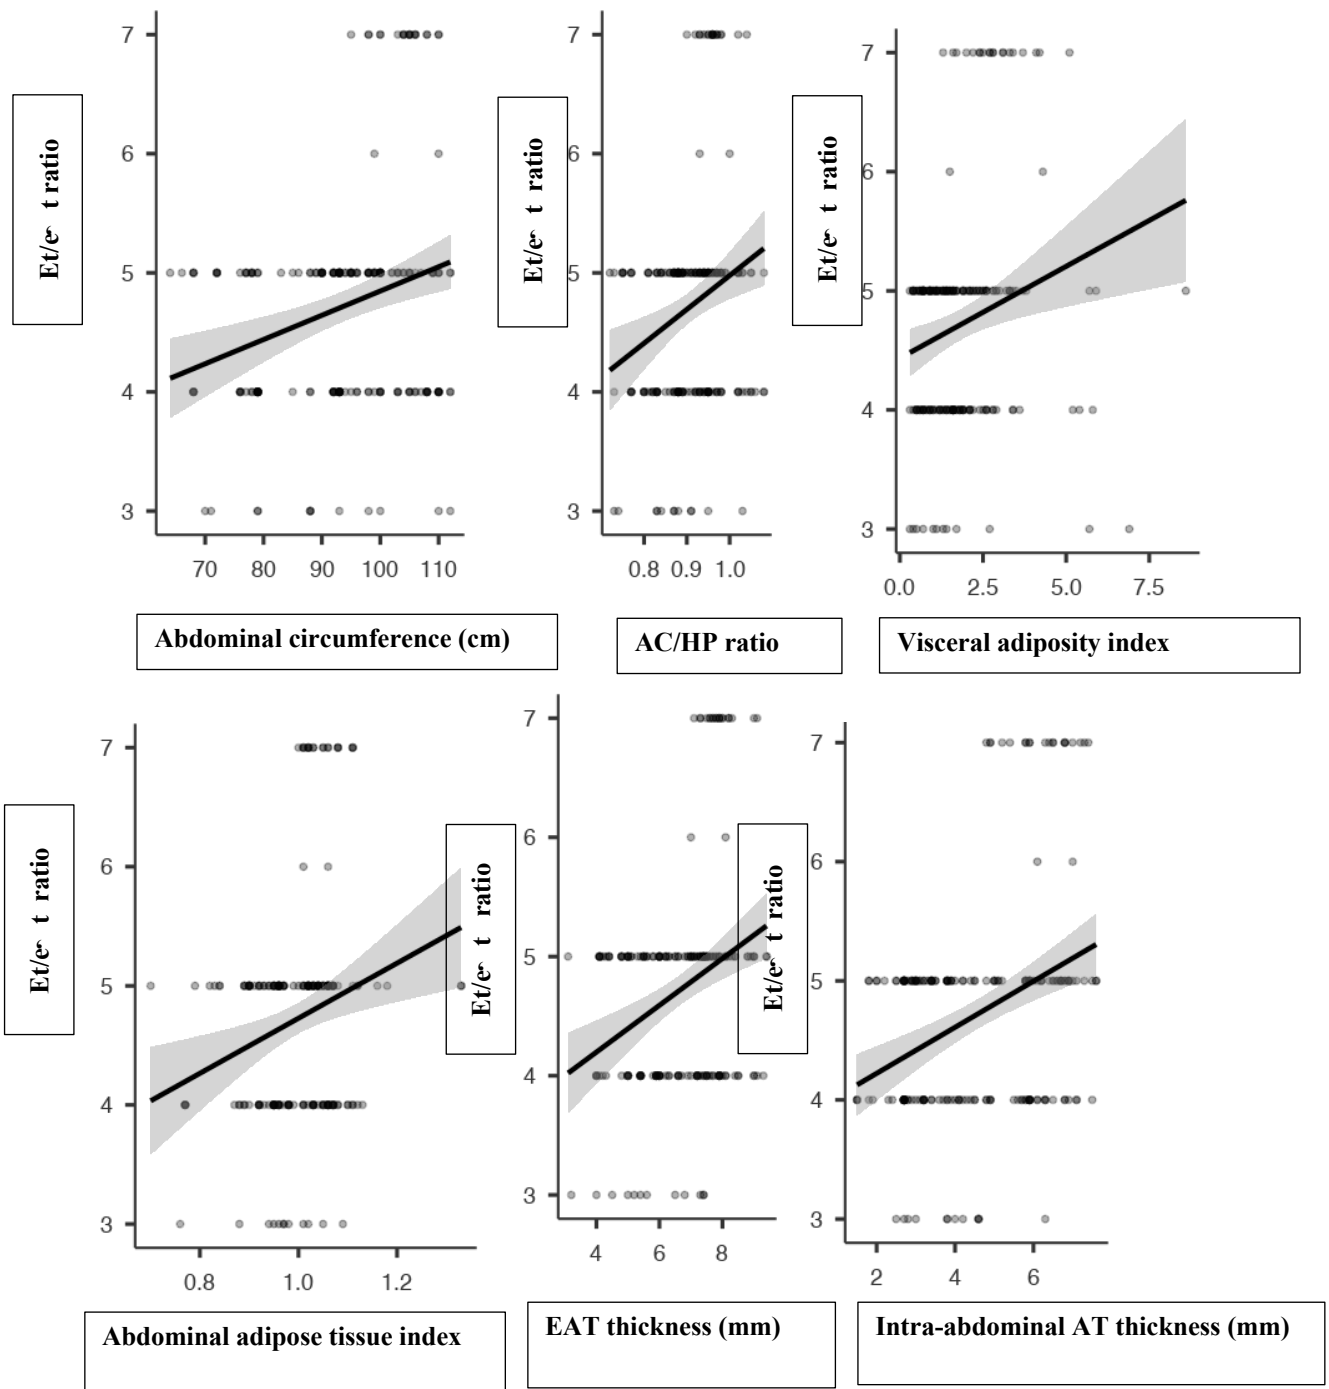 7
6
5
4
3
70 80 90 100 110
Et/e t ratio
Abdominal circumference (cm)
7
6
5
4
3
0.8 0.9 1.0
Et/e t ratio
AC/HP ratio
7
6
5
4
3
0.0 2.5 5.0 7.5
Et/e t ratio
Visceral adiposity index
7
6
5
4
3
0.8 1.0 1.2
Et/e t ratio
Abdominal adipose tissue index
7
6
5
4
3
4 6 8
Et/e t ratio
EAT thickness (mm)
7
6
5
4
3
2 4 6
Et/e t ratio
Intra-abdominal AT thickness (mm)